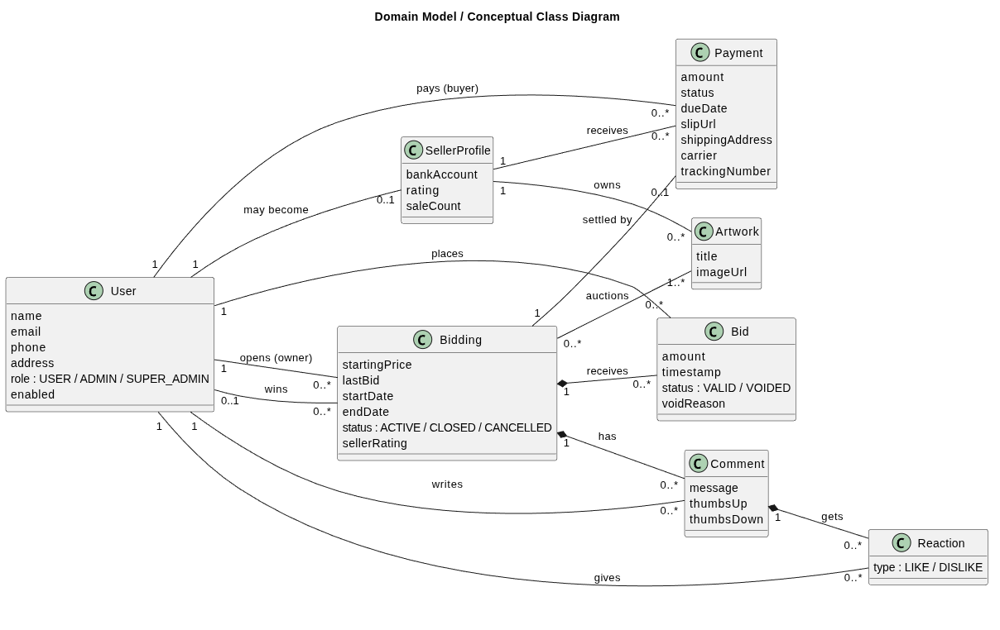 Domain Model / Conceptual Class Diagram
C Payment
amount
status
dueDate
slipUrl
shippingAddress
carrier
trackingNumber
pays (buyer)
1
0..*
C SellerProfile
bankAccount
rating
saleCount
receives
1
0..*
owns
1
0..*
may become
1
0..1
settled by
1
0..1
C Artwork
title
imageUrl
places
1
0..*
auctions
0..*
1..*
C User
name
email
phone
address
role : USER / ADMIN / SUPER_ADMIN
enabled
opens (owner)
1
0..*
wins
0..1
0..*
C Bidding
startingPrice
lastBid
startDate
endDate
status : ACTIVE / CLOSED / CANCELLED
sellerRating
receives
1
0..*
C Bid
amount
timestamp
status : VALID / VOIDED
voidReason
has
1
0..*
C Comment
message
thumbsUp
thumbsDown
writes
1
0..*
gets
1
0..*
C Reaction
type : LIKE / DISLIKE
gives
1
0..*